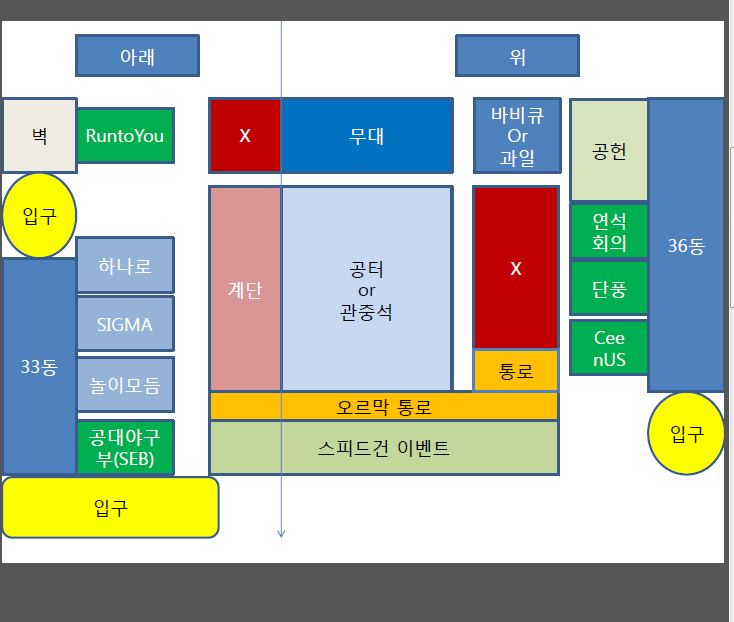 아래
위
벽
RuntoYou
X
무대
바비큐
Or
과일
공헌
입구
연석
회의
36동
하나로
계단
공터
or
관중석
X
단풍
SIGMA
Cee
nUS
33동
놀이모듬
통로
오르막 통로
입구
공대야구
부(SEB)
스피드건 이벤트
입구